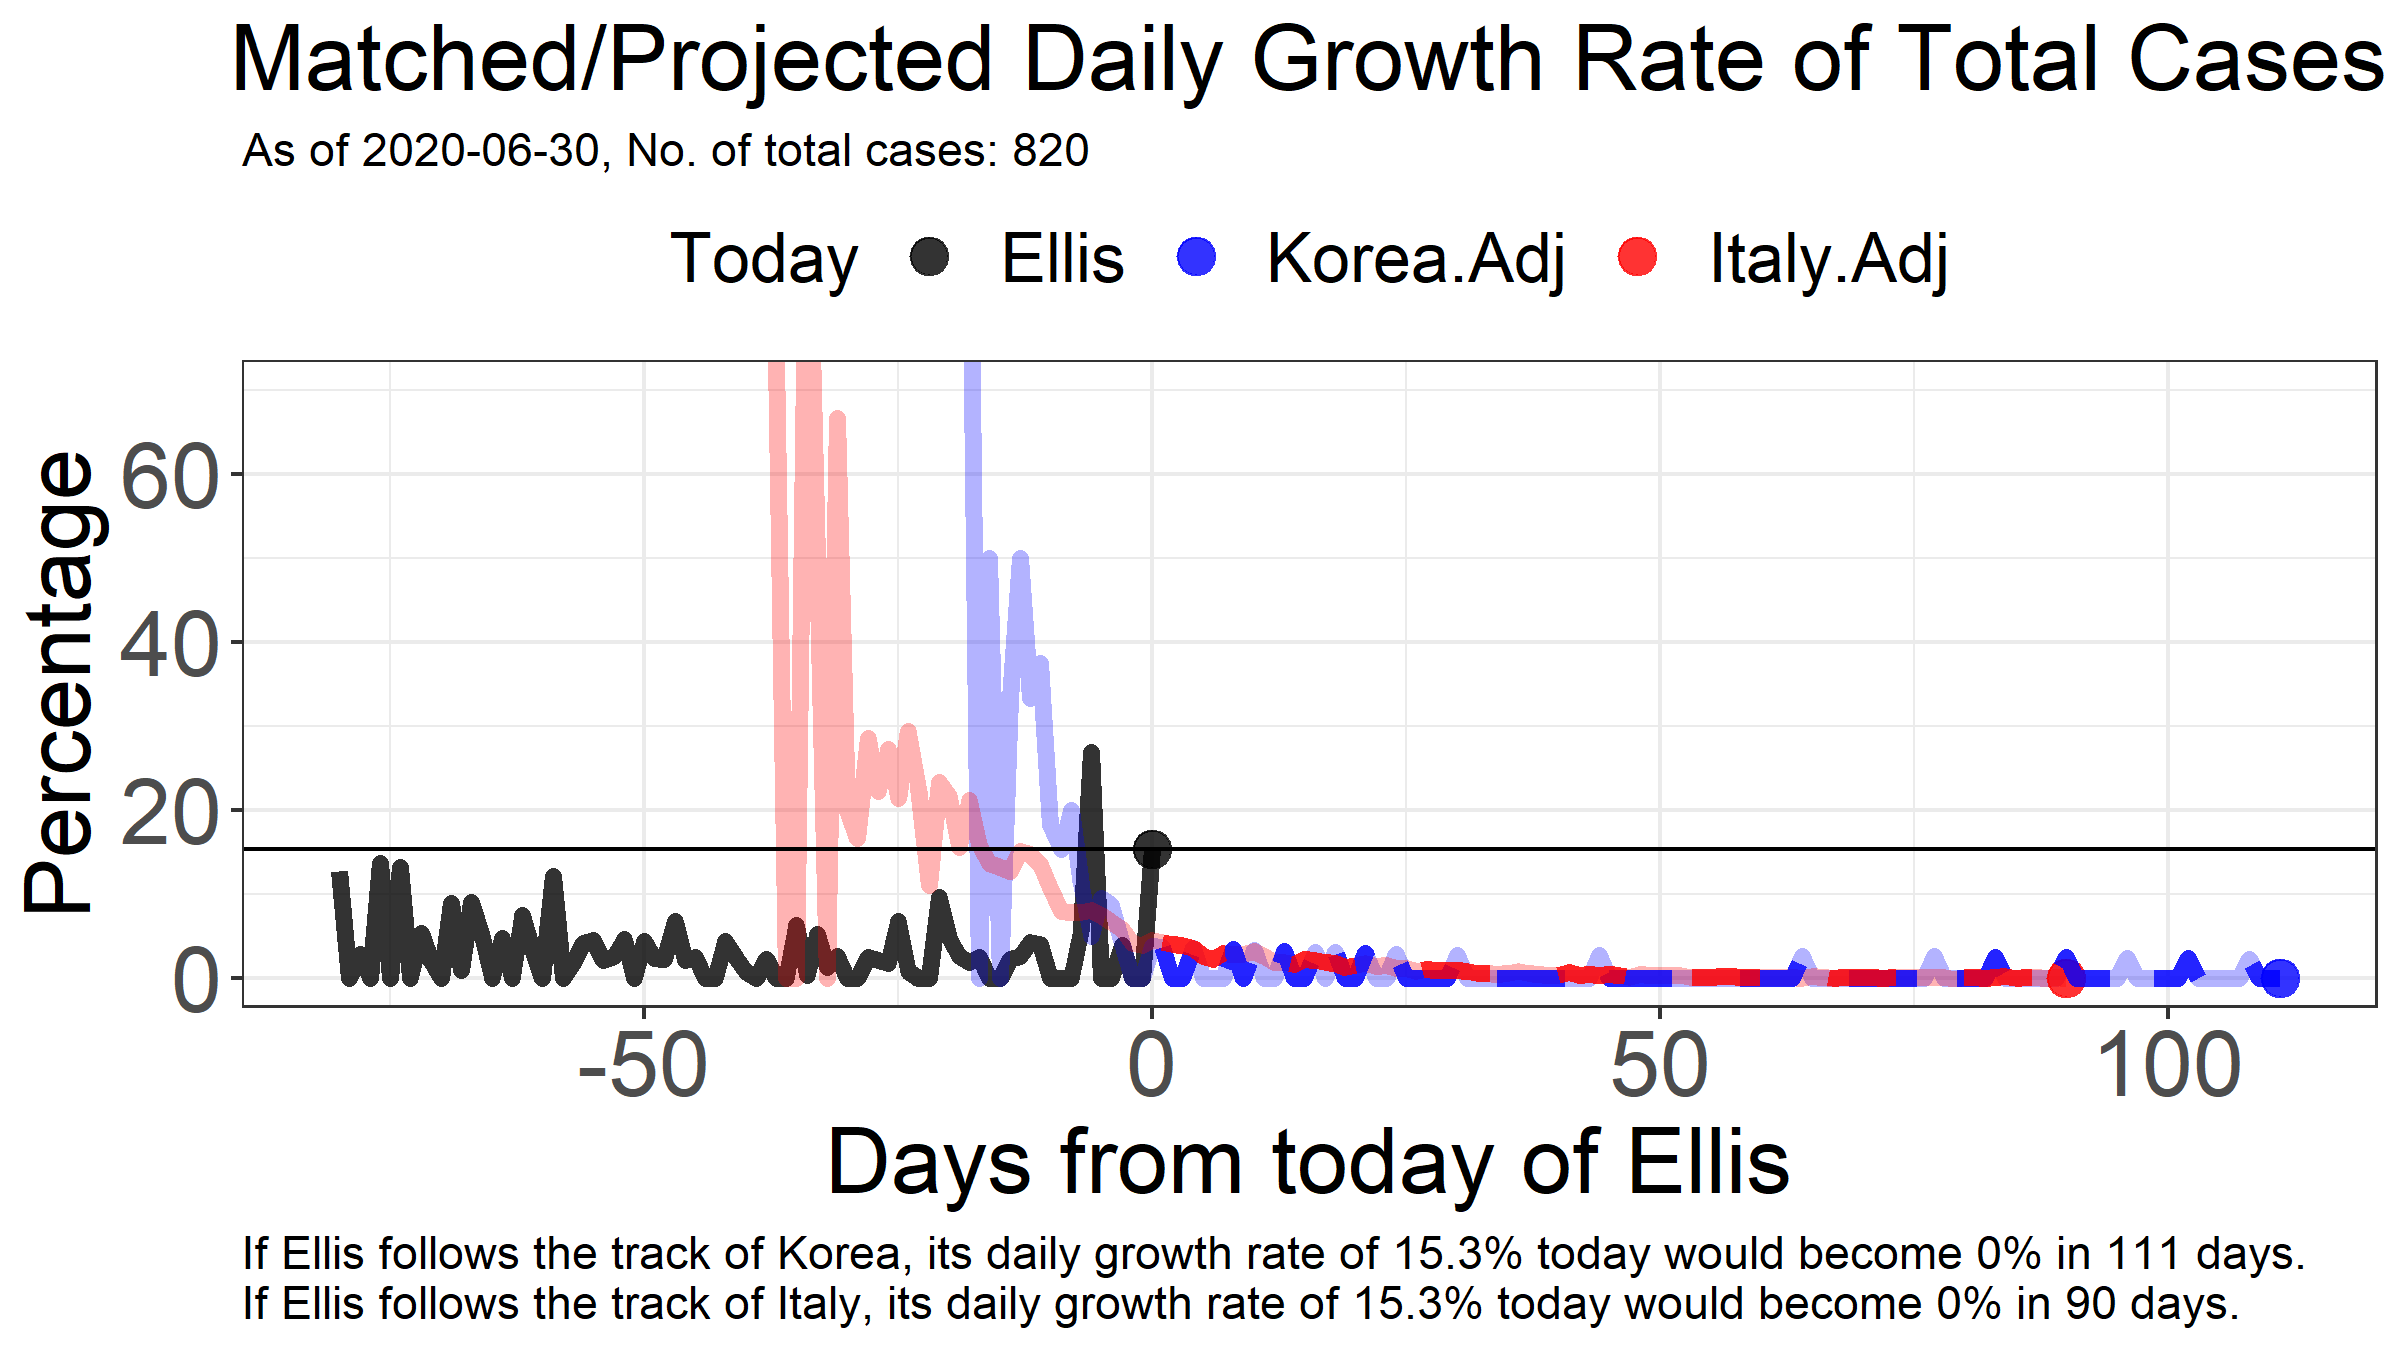 Matched/Projected Daily Growth Rate of Total Cases
As of 2020-06-30, No. of total cases: 820
Today Ellis Korea.Adj Italy.Adj
Percentage
60
40
20
0
-50 0 50 100
Days from today of Ellis
If Ellis follows the track of Korea, its daily growth rate of 15.3% today would become 0% in 111 days.
If Ellis follows the track of Italy, its daily growth rate of 15.3% today would become 0% in 90 days.